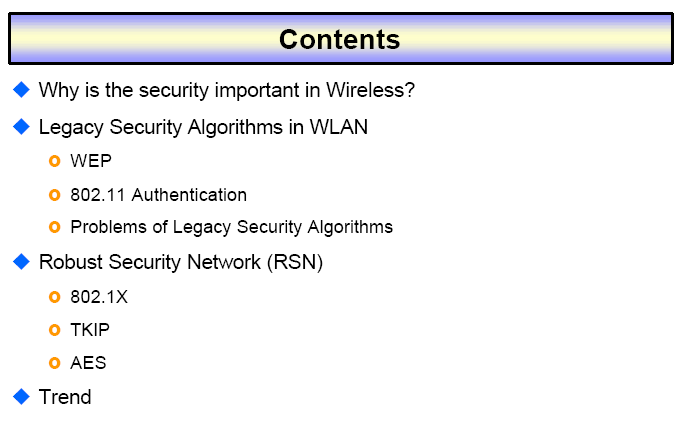 Contents
Why is the security important in Wireless?
Legacy Security Algorithms in WLAN
WEP
802.11 Authentication
Problems of Legacy Security Algorithms
Robust Security Network (RSN)
802.1X
TKIP
AES
Trend